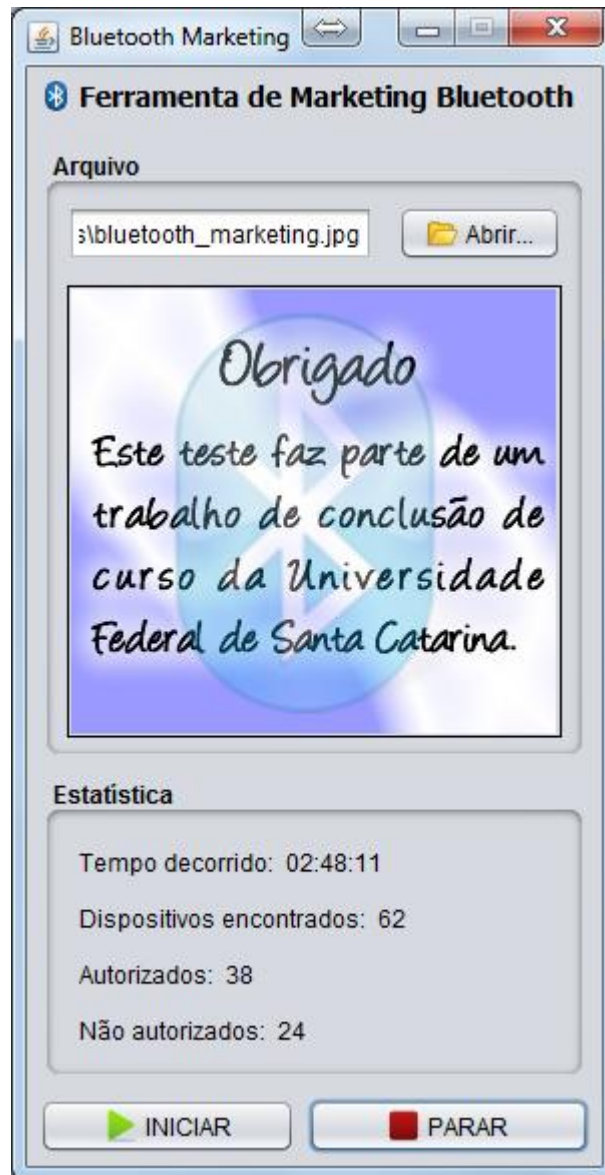 Bluetooth Marketing
Ferramenta de Marketing Bluetooth
Arquivo
s\bluetooth_marketing.jpg Abrir...
Obrigado
Este teste faz parte de um
trabalho de conclusão de
curso da Universidade
Federal de Santa Catarina.
Estatística
Tempo decorrido: 02:48:11
Dispositivos encontrados: 62
Autorizados: 38
Não autorizados: 24
INICIAR PARAR